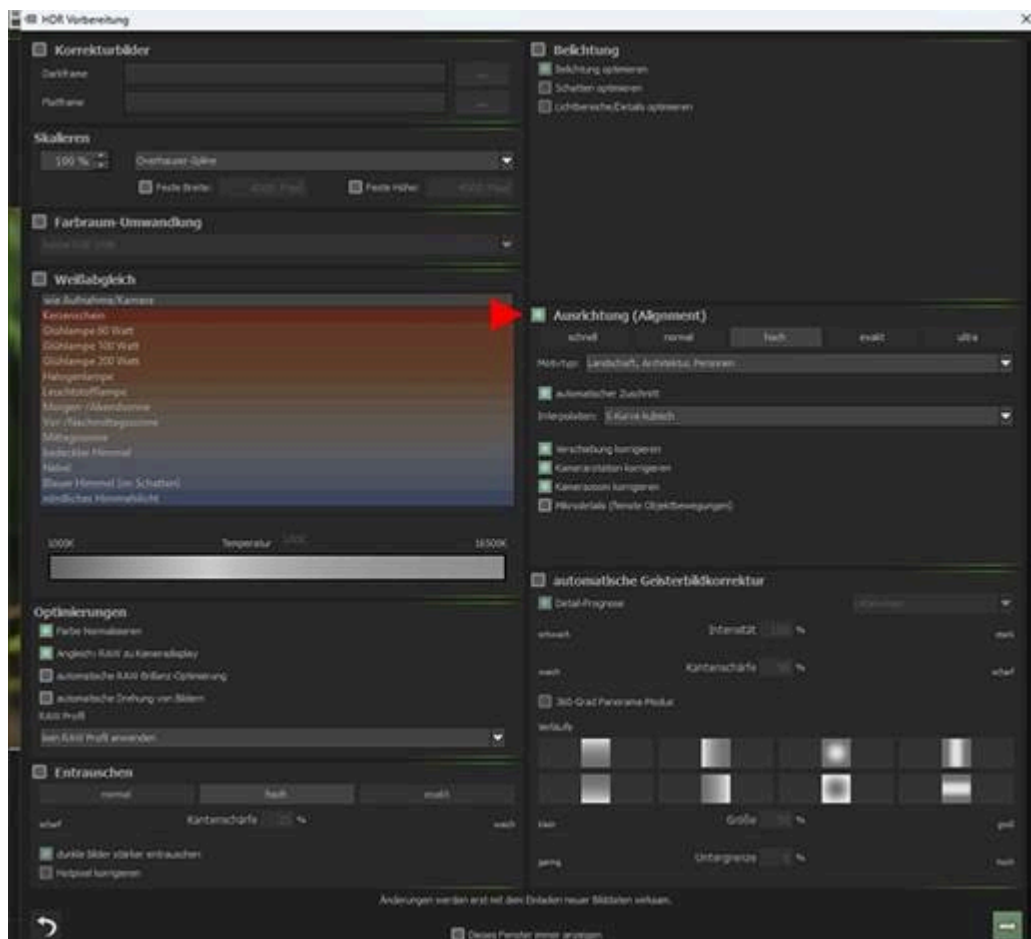 HDR Vorbereitung
Korrekturbilder
Darkframe
Flatframe
Skalieren
100 %
Overhauser-Spline
Feste Breite:
Feste Höhe:
Farbraum-Umwandlung
Weißabgleich
wie Aufnahme/Kamera
Kerzenschein
Glühlampe 60 Watt
Glühlampe 100 Watt
Glühlampe 200 Watt
Halogenlampe
Leuchtstofflampe
Morgen-/Abendsonne
Vor-/Nachmittagssonne
Mittagssonne
bedeckter Himmel
Nebel
Blauer Himmel (im Schatten)
nördliches Himmelslicht
1000K
Temperatur
16500K
Optimierungen
Farbe Normalisieren
Angleich: RAW zu Kameradisplay
automatische RAW Brillanz-Optimierung
automatische Drehung von Bildern
RAW Profil
kein RAW Profil anwenden
Entrauschen
normal hoch exakt
scharf Kantenschärfe % weich
dunkle Bilder stärker entrauschen
Hotpixel korrigieren
Belichtung
Belichtung optimieren
Schatten optimieren
Lichtbereiche/Details optimieren
Ausrichtung (Alignment)
schnell normal hoch exakt ultra
Motivtyp: Landschaft, Architektur, Personen
automatischer Zuschnitt
Interpolation: S-Kurve kubisch
Verschiebung korrigieren
Kamerarotation korrigieren
Kamerazoom korrigieren
Mikrodetails (feinste Objektbewegungen)
automatische Geisterbildkorrektur
Detail-Prognose
schwach Intensität % stark
weich Kantenschärfe % scharf
360-Grad Panorama Modus
Verläufe
klein Größe % groß
gering Untergrenze % hoch
Änderungen werden erst mit dem Einladen neuer Bilddaten wirksam.
Dieses Fenster immer anzeigen